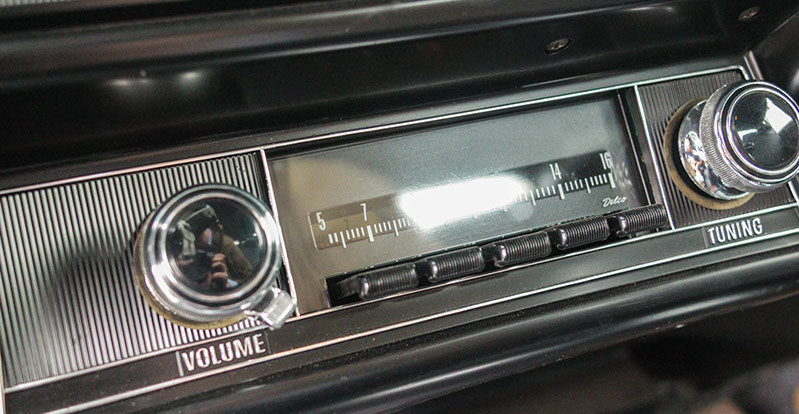 5 7 14 16
Delco
VOLUME
TUNING